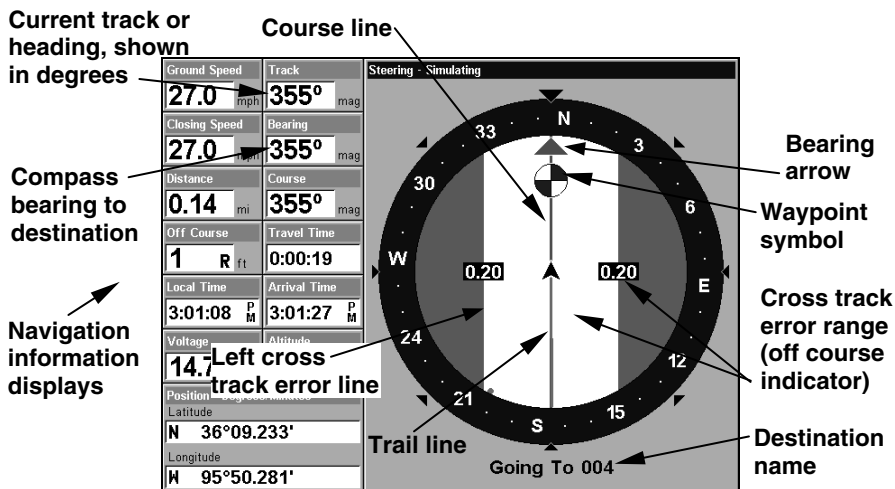 Current track or
heading, shown
in degrees
Course line
Ground Speed
27.0 mph
Track
355° mag
Closing Speed
27.0 mph
Bearing
355° mag
Distance
0.14 mi
Course
355° mag
Off Course
1 R ft
Travel Time
0:00:19
Local Time
3:01:08 PM
Arrival Time
3:01:27 PM
Voltage
14.7
Altitude
Position - Degrees/Minutes
Latitude
N 36°09.233'
Longitude
W 95°50.281'
Steering - Simulating
N
3
6
E
12
15
S
21
24
W
30
33
0.20
0.20
Going To 004
Compass
bearing to
destination
Navigation
information
displays
Left cross
track error line
Trail line
Bearing
arrow
Waypoint
symbol
Cross track
error range
(off course
indicator)
Destination
name